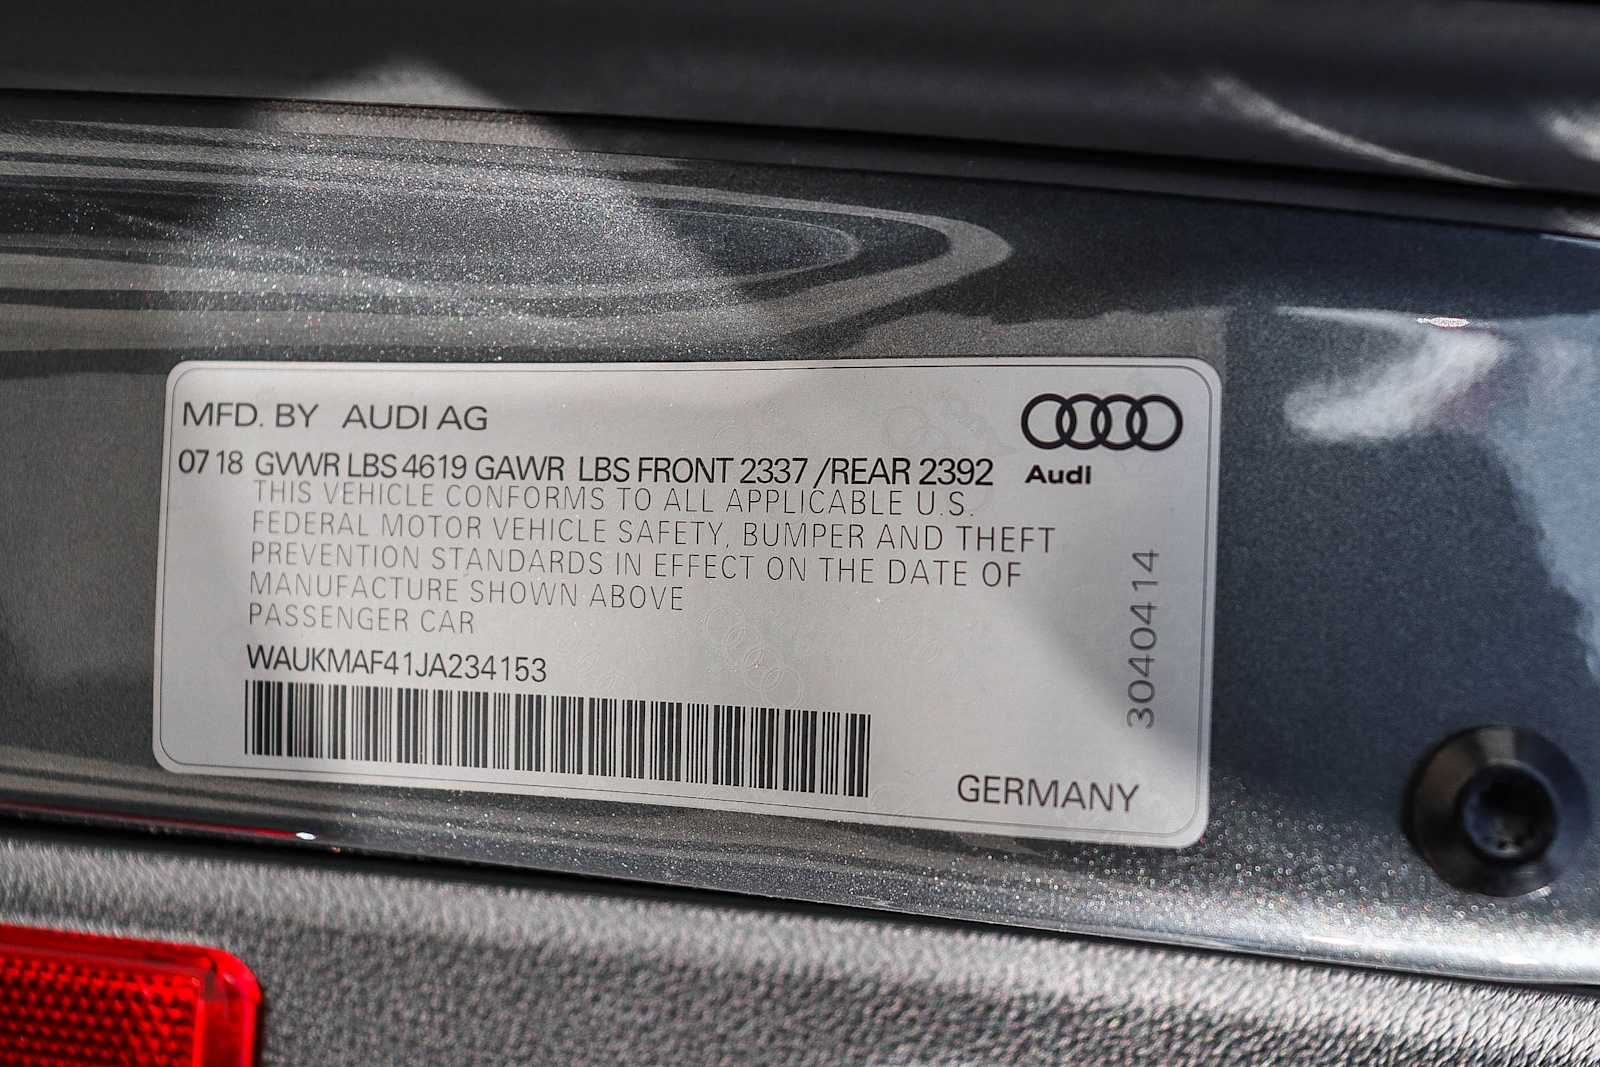 MFD. BY AUDI AG
07 18 GVWR LBS 4619 GAWR LBS FRONT 2337 /REAR 2392
Audi
THIS VEHICLE CONFORMS TO ALL APPLICABLE U.S.
FEDERAL MOTOR VEHICLE SAFETY, BUMPER AND THEFT
PREVENTION STANDARDS IN EFFECT ON THE DATE OF
MANUFACTURE SHOWN ABOVE
PASSENGER CAR
WAUKMAF41JA234153
3040414
GERMANY